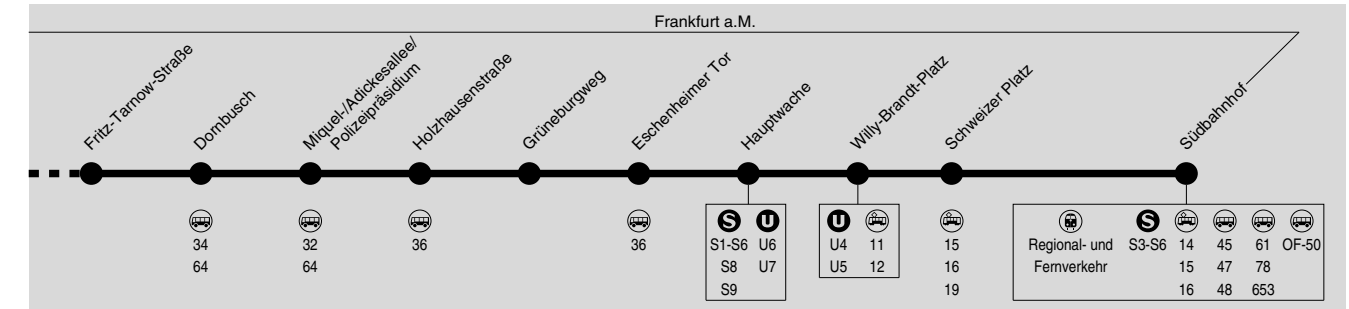 Frankfurt a.M.
Fritz-Tarnow-Straße
Dornbusch
Miquel-/Adickesallee/
Polizeipräsidium
Holzhausenstraße
Grüneburgweg
Eschenheimer Tor
Hauptwache
Willy-Brandt-Platz
Schweizer Platz
Südbahnhof
34
64
32
64
36
36
S U
S1-S6 U6
S8 U7
S9
U
U4 11
U5 12
15
16
19
S
Regional- und S3-S6 14 45 61 OF-50
Fernverkehr 15 47 78
16 48 653